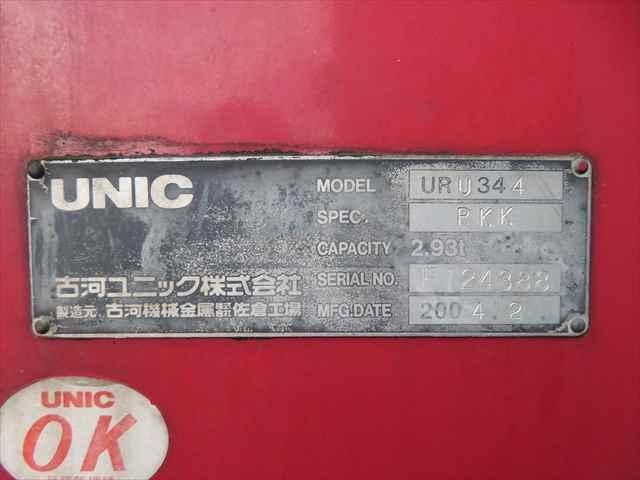 UNIC
MODEL URU344
SPEC.
CAPACITY 2.93t
SERIAL NO.
MFG.DATE 2004 2
古河ユニック株式会社
製造元 古河機械金属株式会社佐倉工場
UNIC
OK